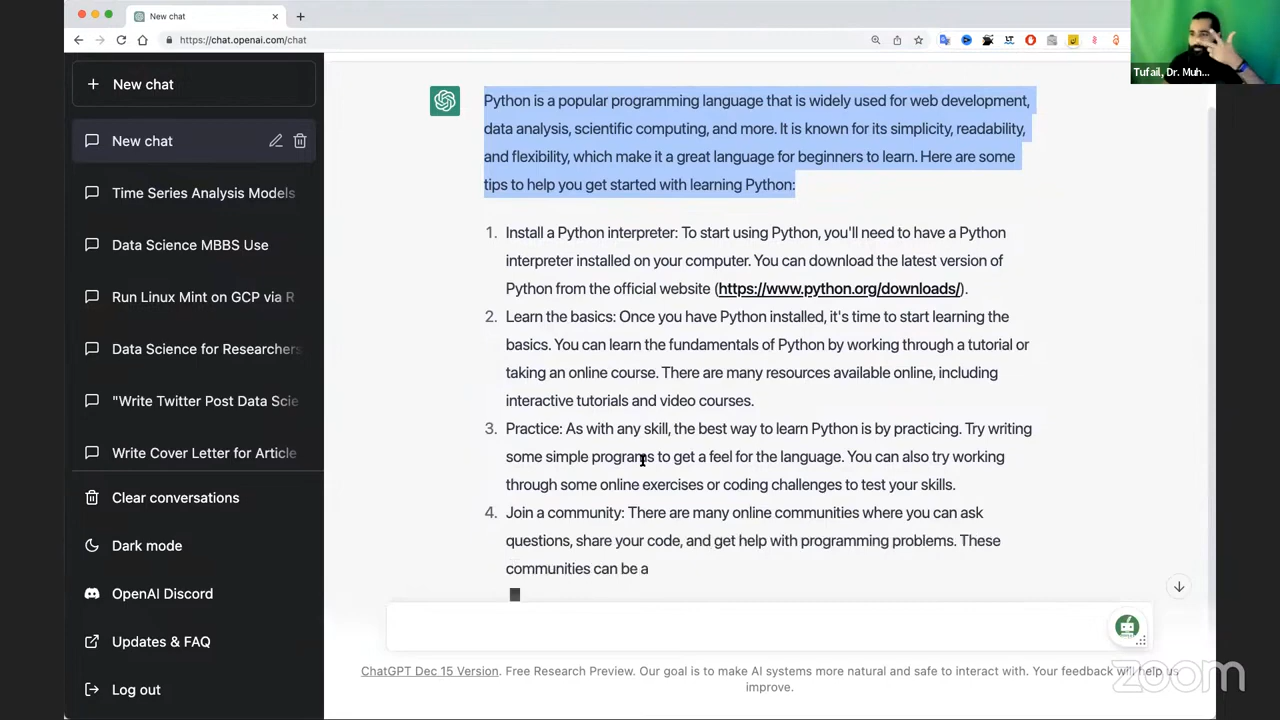 New chat
https://chat.openai.com/chat
Tufail, Dr. Muh...
New chat
New chat
Time Series Analysis Models
Data Science MBBS Use
Run Linux Mint on GCP via R
Data Science for Researchers
"Write Twitter Post Data Scie
Write Cover Letter for Article
Clear conversations
Dark mode
OpenAI Discord
Updates & FAQ
Log out
Python is a popular programming language that is widely used for web development,
data analysis, scientific computing, and more. It is known for its simplicity, readability,
and flexibility, which make it a great language for beginners to learn. Here are some
tips to help you get started with learning Python:
1. Install a Python interpreter: To start using Python, you'll need to have a Python
interpreter installed on your computer. You can download the latest version of
Python from the official website (https://www.python.org/downloads/).
2. Learn the basics: Once you have Python installed, it's time to start learning the
basics. You can learn the fundamentals of Python by working through a tutorial or
taking an online course. There are many resources available online, including
interactive tutorials and video courses.
3. Practice: As with any skill, the best way to learn Python is by practicing. Try writing
some simple programs to get a feel for the language. You can also try working
through some online exercises or coding challenges to test your skills.
4. Join a community: There are many online communities where you can ask
questions, share your code, and get help with programming problems. These
communities can be a
ChatGPT Dec 15 Version. Free Research Preview. Our goal is to make AI systems more natural and safe to interact with. Your feedback will help us
improve.
zoom